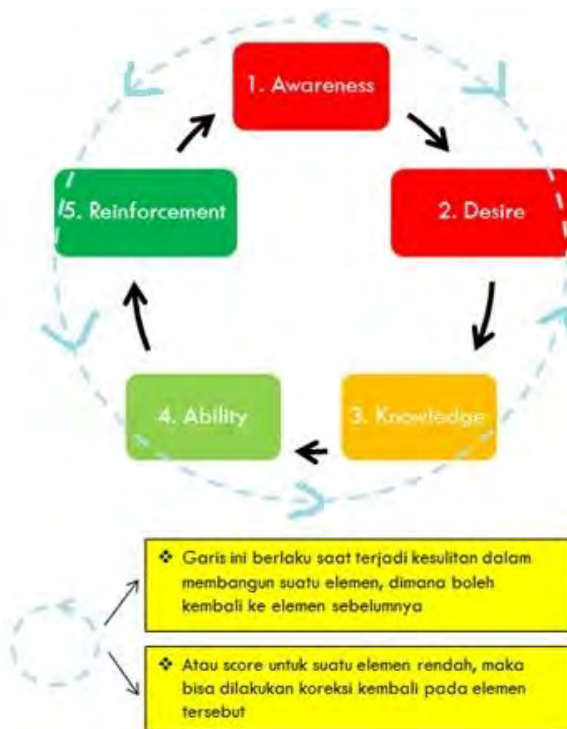 1. Awareness
2. Desire
3. Knowledge
4. Ability
5. Reinforcement
❖ Garis ini berlaku saat terjadi kesulitan dalam
membangun suatu elemen, dimana boleh
kembali ke elemen sebelumnya
❖ Atau score untuk suatu elemen rendah, maka
bisa dilakukan koreksi kembali pada elemen
tersebut